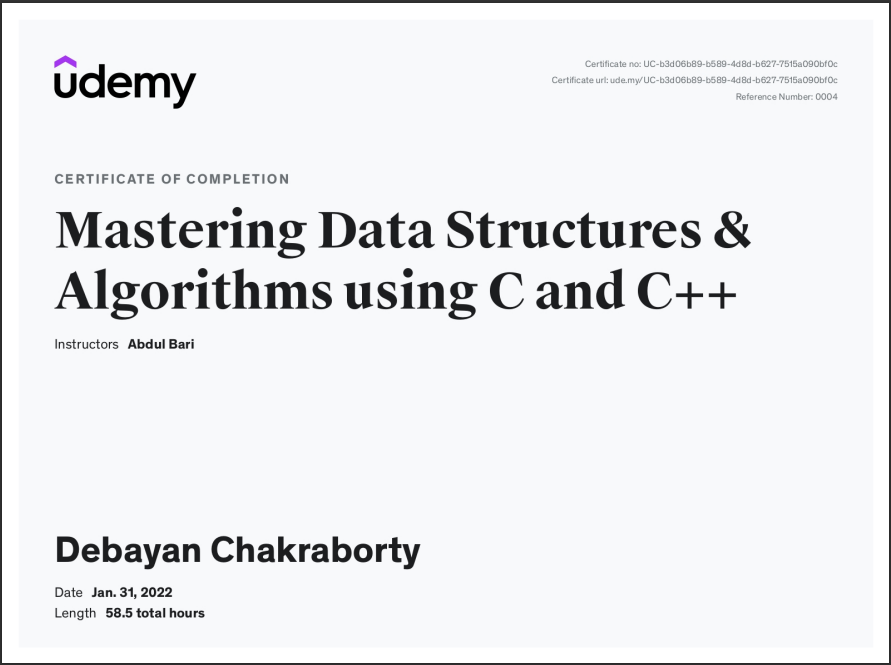 udemy
Certificate no: UC-b3d06b89-b589-4d8d-b627-7515a090bf0c
Certificate url: ude.my/UC-b3d06b89-b589-4d8d-b627-7515a090bf0c
Reference Number: 0004
CERTIFICATE OF COMPLETION
Mastering Data Structures &
Algorithms using C and C++
Instructors Abdul Bari
Debayan Chakraborty
Date Jan. 31, 2022
Length 58.5 total hours